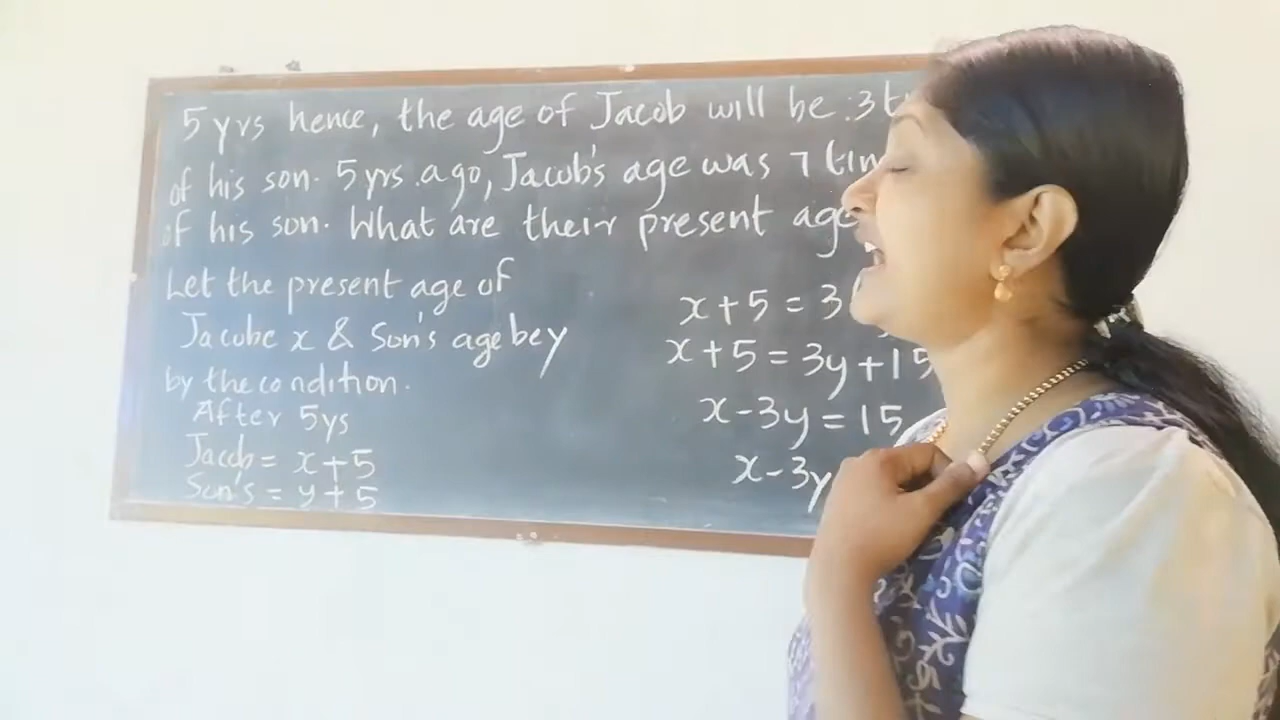 5 yrs hence, the age of Jacob will be :3
of his son. 5 yrs. ago, Jacob's age was 7
of his son. What are their present
Let the present age of
Jacobe x & Son's age be y
by the condition.
After 5ys
Jacob = x+5
Son's = y+5
x+5=3
x+5=3y+15
x-3y=15
x-3y